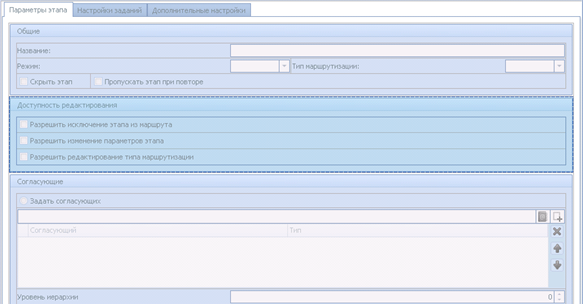 Параметры этапа Настройки заданий Дополнительные настройки
Общие
Название:
Режим: Тип маршрутизации:
Скрыть этап Пропускать этап при повторе
Доступность редактирования
Разрешить исключение этапа из маршрута
Разрешить изменение параметров этапа
Разрешить редактирование типа маршрутизации
Согласующие
Задать согласующих
Согласующий Тип
Уровень иерархии 0